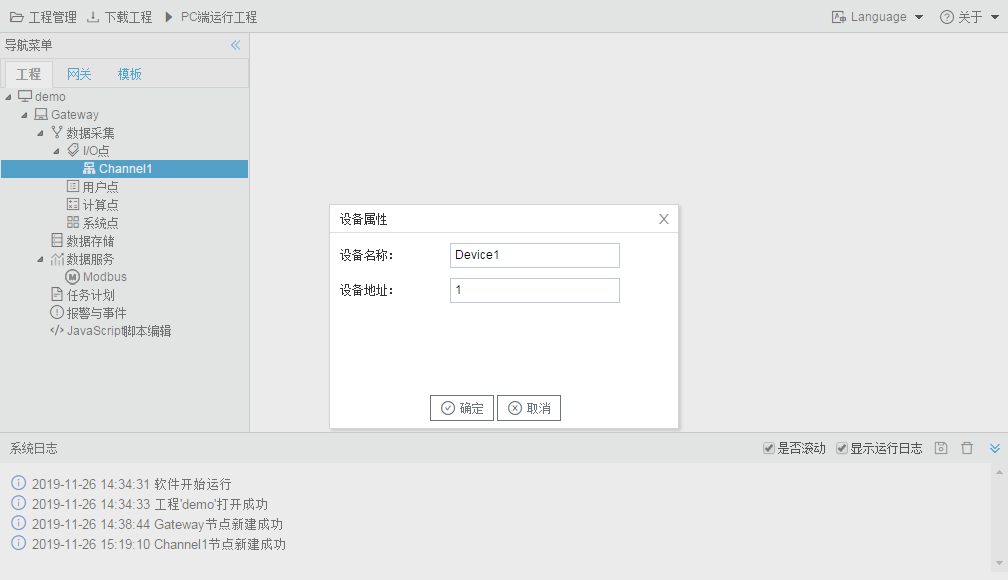 工程管理 下载工程 PC端运行工程 Language 关于
导航菜单
工程 网关 模板
demo
Gateway
数据采集
I/O点
Channel1
用户点
计算点
系统点
数据存储
数据服务
Modbus
任务计划
报警与事件
JavaScript脚本编辑
设备属性
设备名称： Device1
设备地址： 1
确定 取消
系统日志 是否滚动 显示运行日志
2019-11-26 14:34:31 软件开始运行
2019-11-26 14:34:33 工程'demo'打开成功
2019-11-26 14:38:44 Gateway节点新建成功
2019-11-26 15:19:10 Channel1节点新建成功